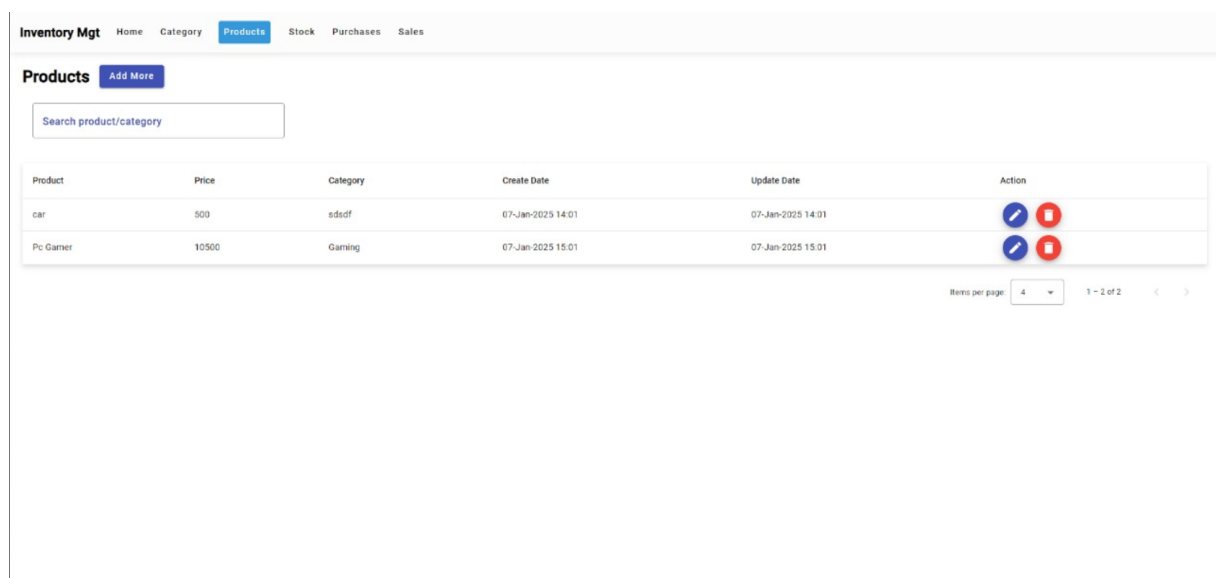 Inventory Mgt Home Category Products Stock Purchases Sales
Products Add More
Search product/category
Product Price Category Create Date Update Date Action
car 500 sdsdf 07-Jan-2025 14:01 07-Jan-2025 14:01
Pc Gamer 10500 Gaming 07-Jan-2025 15:01 07-Jan-2025 15:01
Items per page: 4 1 – 2 of 2